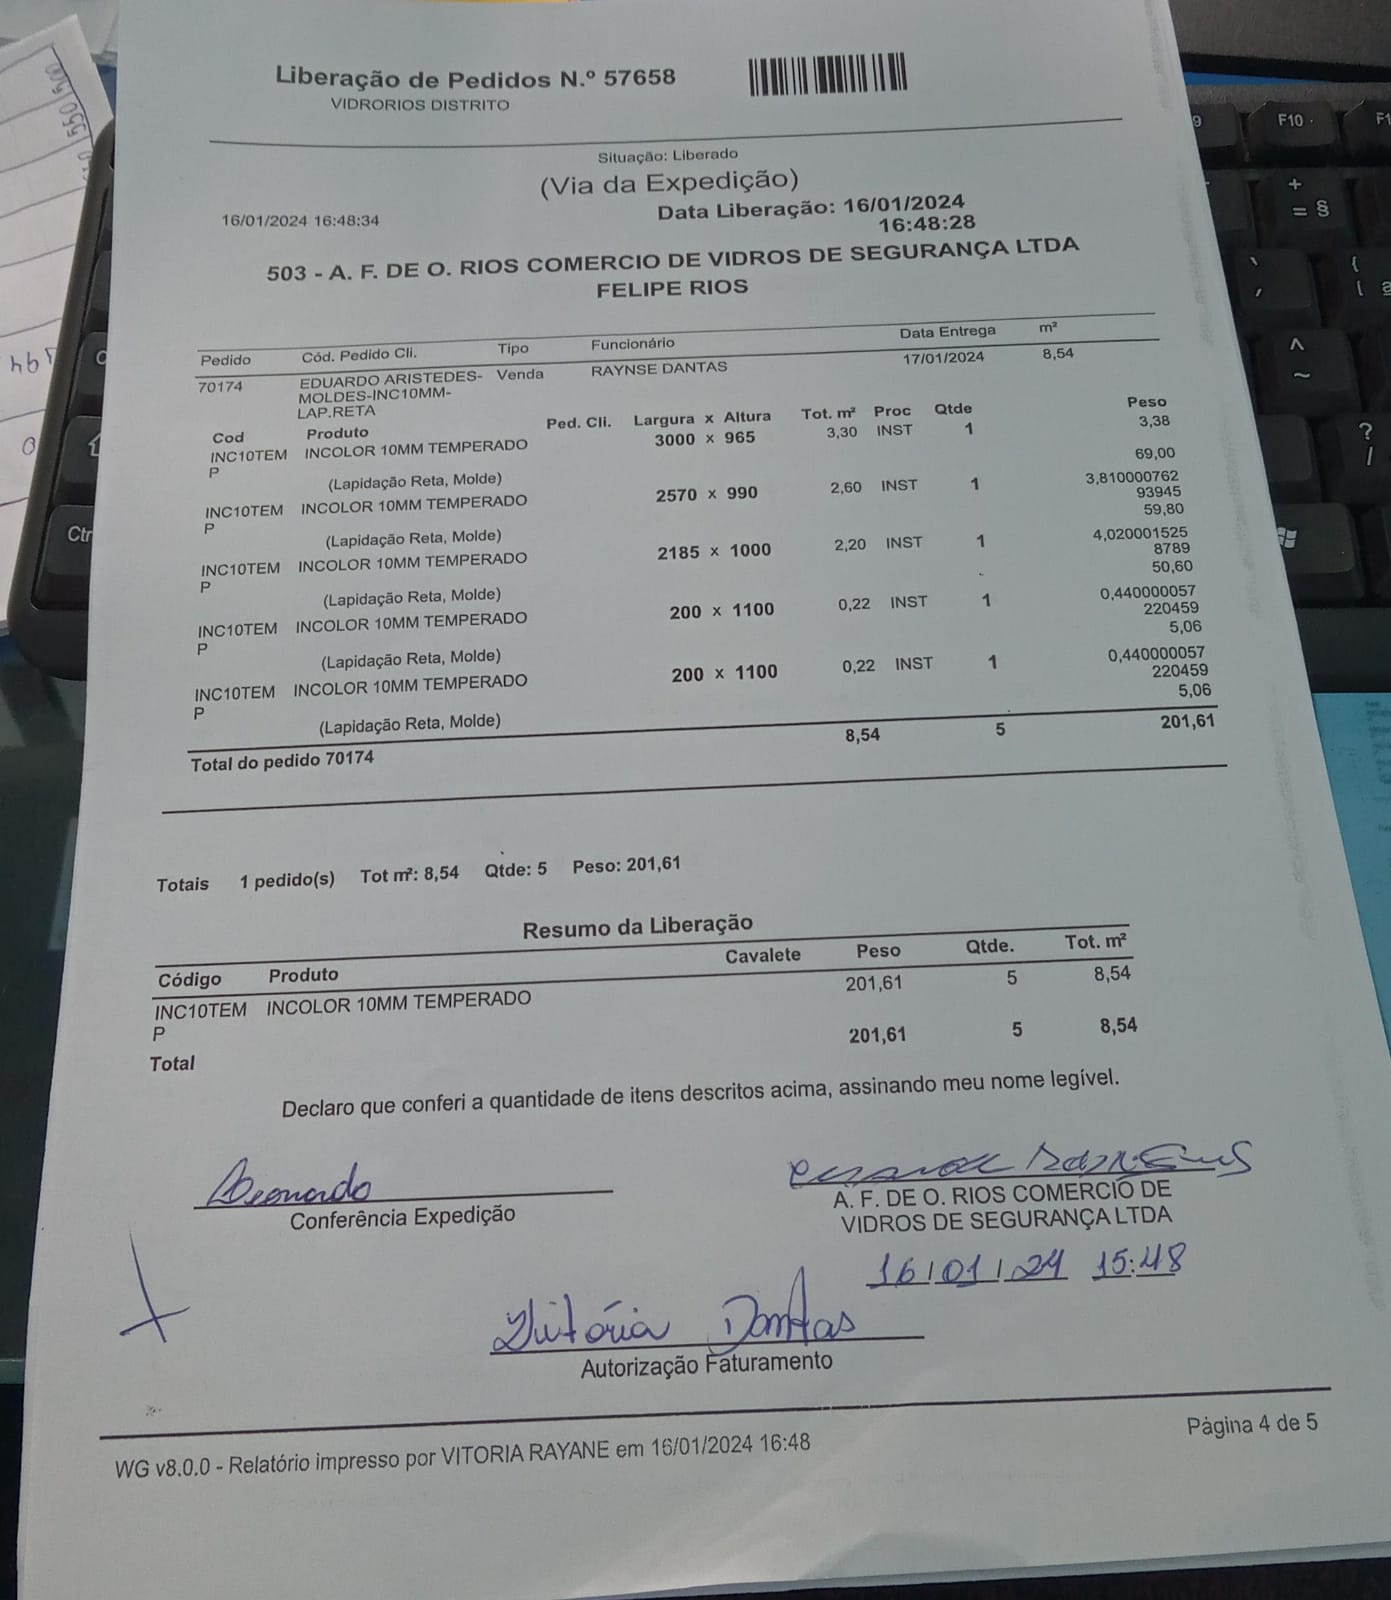 Liberação de Pedidos N.º 57658
VIDRORIOS DISTRITO
Situação: Liberado
(Via da Expedição)
16/01/2024 16:48:34
Data Liberação: 16/01/2024
16:48:28
503 - A. F. DE O. RIOS COMERCIO DE VIDROS DE SEGURANÇA LTDA
FELIPE RIOS
Pedido Cód. Pedido Cli. Tipo Funcionário Data Entrega m²
70174 EDUARDO ARISTEDES- Venda RAYNSE DANTAS 17/01/2024 8,54
MOLDES-INC10MM-
LAP.RETA
Cod Produto Ped. Cli. Largura x Altura Tot. m² Proc Qtde Peso
INC10TEM INCOLOR 10MM TEMPERADO 3000 x 965 3,30 INST 1 3,38
P
69,00
(Lapidação Reta, Molde)
INC10TEM INCOLOR 10MM TEMPERADO 2570 x 990 2,60 INST 1 3,810000762
P 93945
59,80
(Lapidação Reta, Molde)
INC10TEM INCOLOR 10MM TEMPERADO 2185 x 1000 2,20 INST 1 4,020001525
P 8789
50,60
(Lapidação Reta, Molde)
INC10TEM INCOLOR 10MM TEMPERADO 200 x 1100 0,22 INST 1 0,440000057
P 220459
5,06
(Lapidação Reta, Molde)
INC10TEM INCOLOR 10MM TEMPERADO 200 x 1100 0,22 INST 1 0,440000057
P 220459
5,06
(Lapidação Reta, Molde)
Total do pedido 70174 8,54 5 201,61
Totais 1 pedido(s) Tot m²: 8,54 Qtde: 5 Peso: 201,61
Resumo da Liberação
Código Produto Cavalete Peso Qtde. Tot. m²
INC10TEM INCOLOR 10MM TEMPERADO 201,61 5 8,54
P
Total 201,61 5 8,54
Declaro que conferi a quantidade de itens descritos acima, assinando meu nome legível.
Leonardo
Conferência Expedição
A. F. DE O. RIOS COMERCIO DE
VIDROS DE SEGURANÇA LTDA
16/01/24 15:48
Vitória Dantas
Autorização Faturamento
WG v8.0.0 - Relatório impresso por VITORIA RAYANE em 16/01/2024 16:48
Página 4 de 5
F10
Ctr